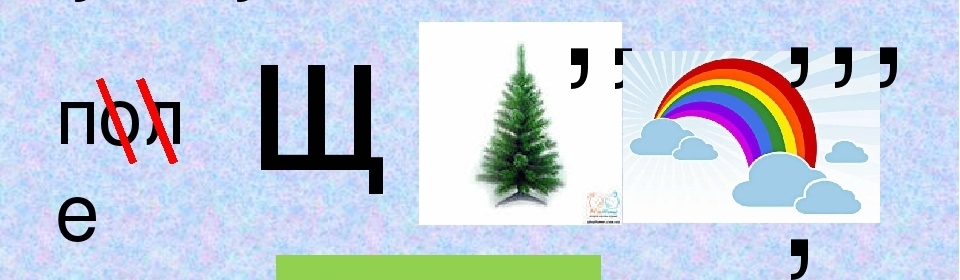 пол Щ ,, ,,,
е ,